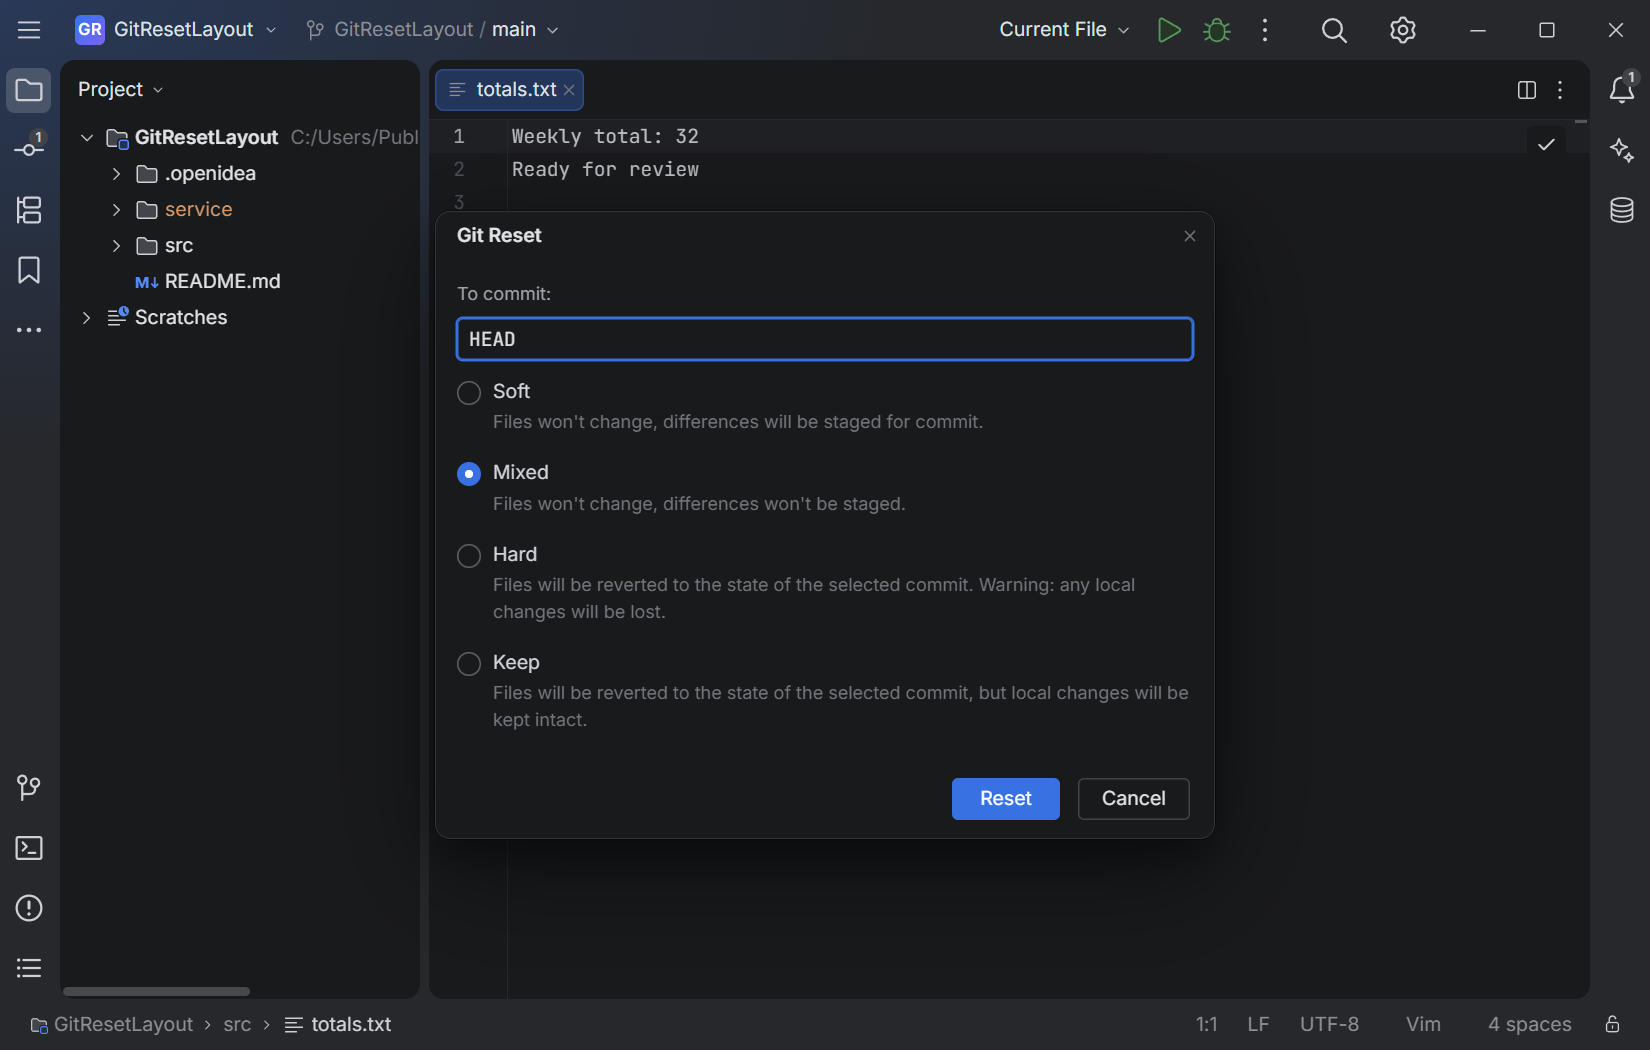 GR GitResetLayout GitResetLayout / main Current File
1
1
Project
totals.txt
GitResetLayout C:/Users/Publ
.openidea
service
src
M↓ README.md
Scratches
1 Weekly total: 32
2 Ready for review
3
Git Reset
To commit:
HEAD
Soft
Files won't change, differences will be staged for commit.
Mixed
Files won't change, differences won't be staged.
Hard
Files will be reverted to the state of the selected commit. Warning: any local
changes will be lost.
Keep
Files will be reverted to the state of the selected commit, but local changes will be
kept intact.
Reset Cancel
GitResetLayout › src › totals.txt 1:1 LF UTF-8 Vim 4 spaces